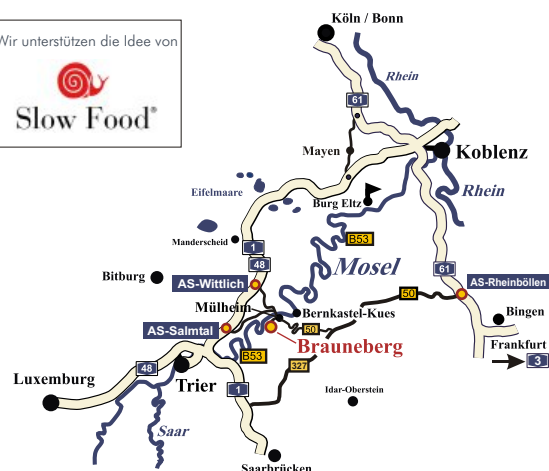 Wir unterstützen die Idee von
Slow Food®
Köln / Bonn
Rhein
61
Mayen
Koblenz
Eifelmaare
Burg Eltz
Rhein
Manderscheid
1
B53
48
Mosel
61
Bitburg
AS-Wittlich
AS-Rheinböllen
50
Mülheim
Bernkastel-Kues
Bingen
AS-Salmtal
50
Brauneberg
Frankfurt
B53
3
48
327
Luxemburg
Trier
1
Idar-Oberstein
Saar
Saarbrücken